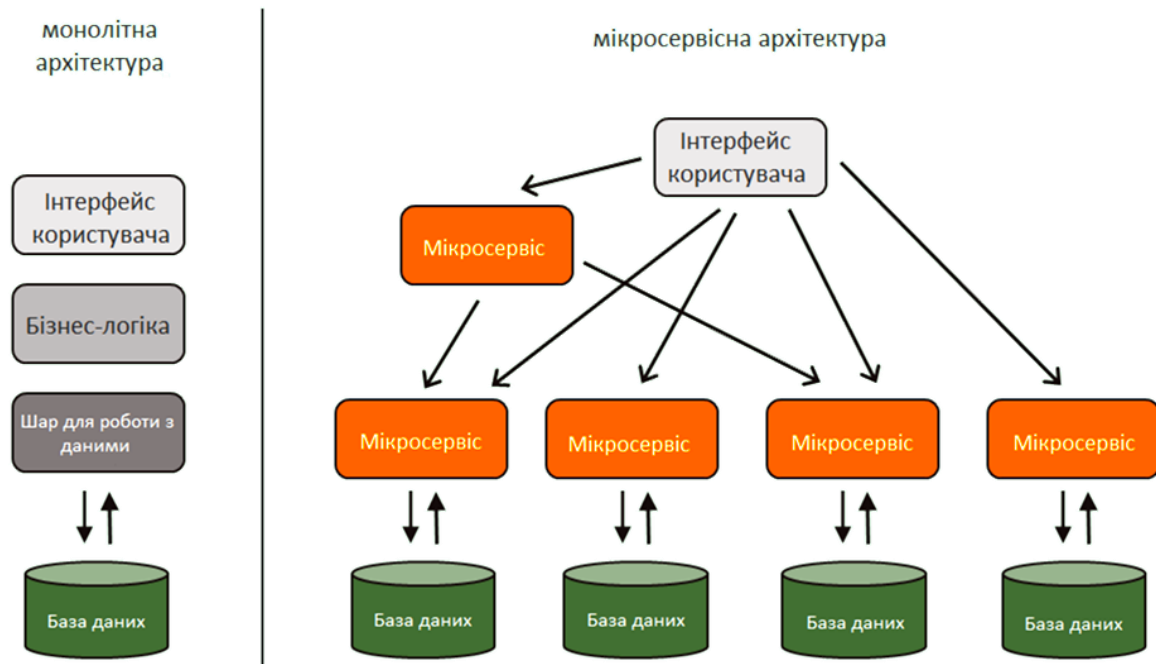 монолітна
архітектура
мікросервісна архітектура
Інтерфейс
користувача
Бізнес-логіка
Шар для роботи з
даними
База даних
Інтерфейс
користувача
Мікросервіс
Мікросервіс
Мікросервіс
Мікросервіс
Мікросервіс
База даних
База даних
База даних
База даних